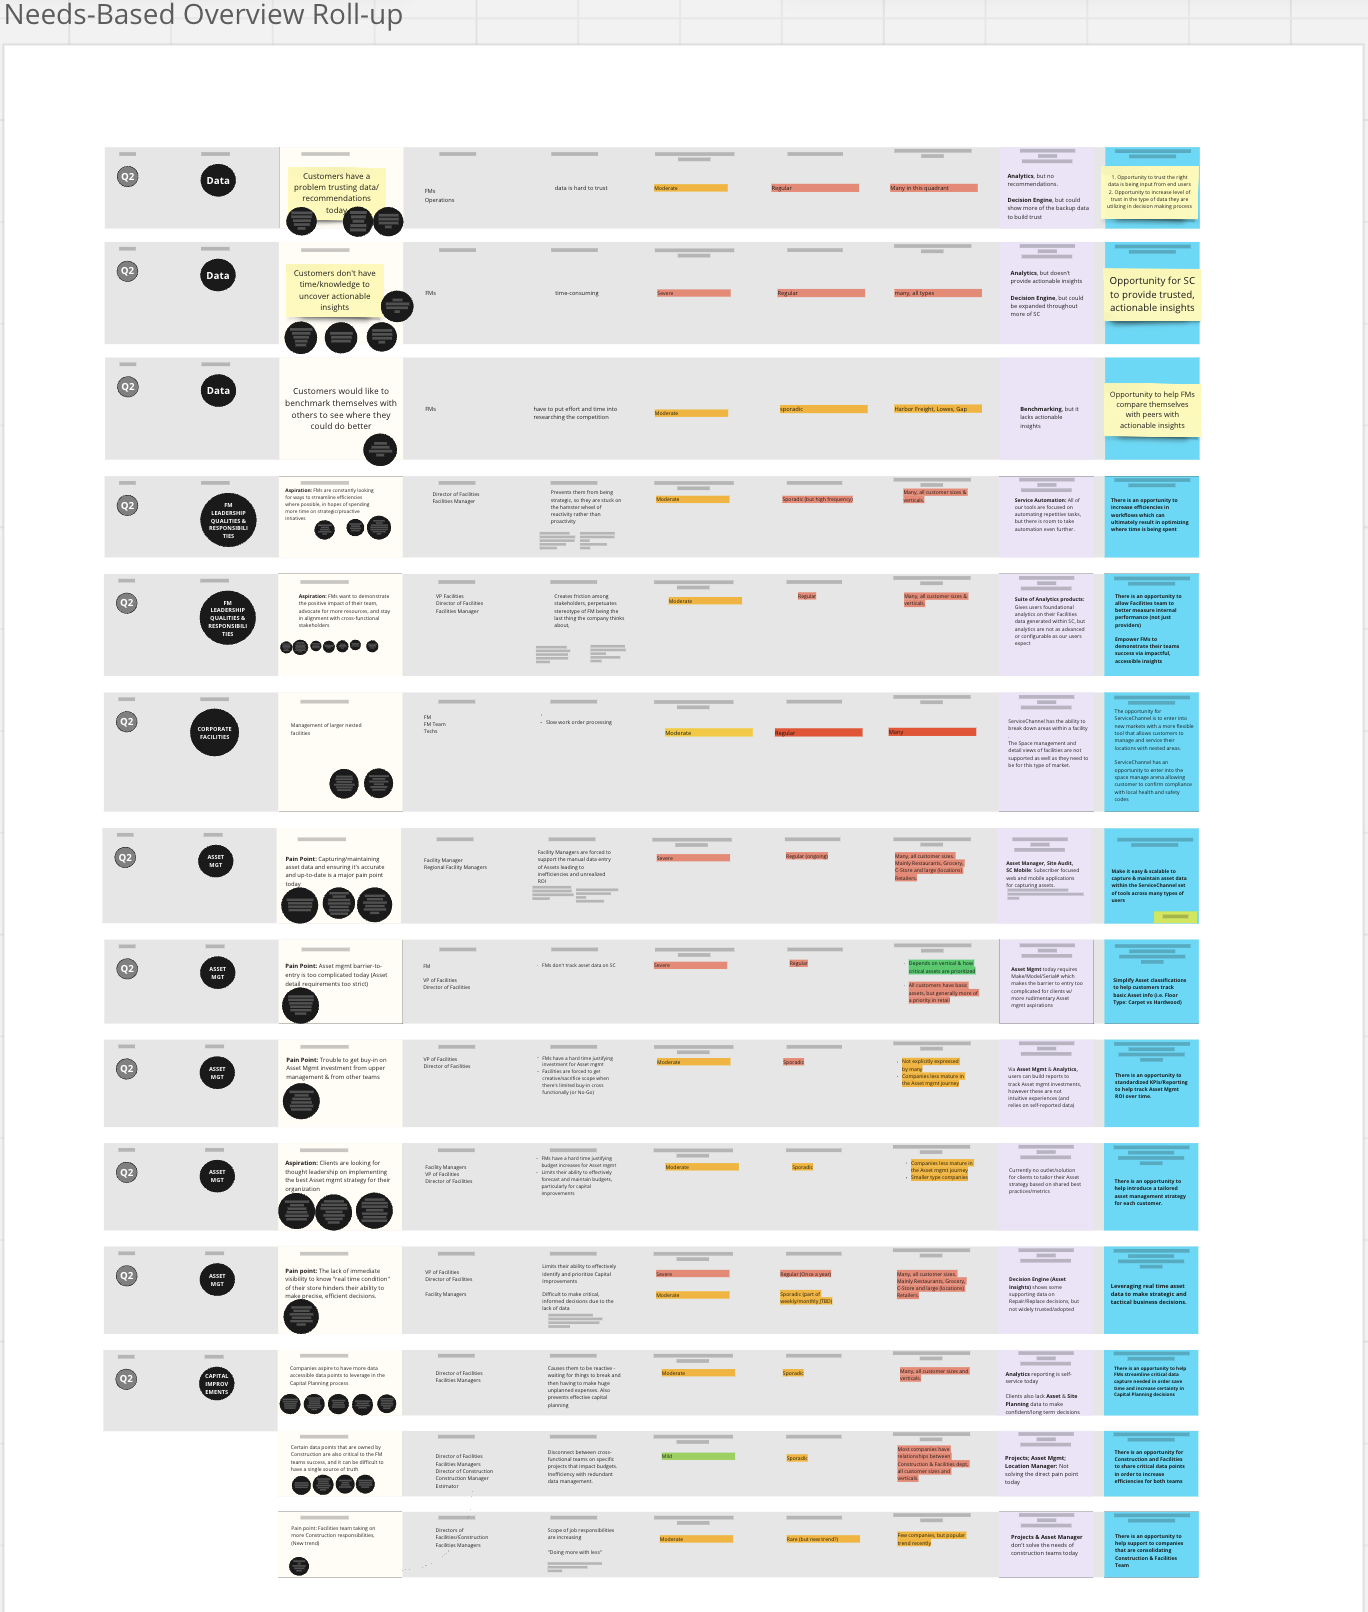 Needs-Based Overview Roll-up
Q2
Data
Customers have a
problem trusting data/
recommendations
today
FMs
Operations
data is hard to trust
Moderate
Regular
Many in this quadrant
Analytics, but no
recommendations.
Decision Engine, but could
show more of the backup data
to build trust
1. Opportunity to trust the right
data is being input from end users
2. Opportunity to increase level of
trust in the type of data they are
utilizing in decision making process
Q2
Data
Customers don't have
time/knowledge to
uncover actionable
insights
FMs
time-consuming
Severe
Regular
many, all types
Analytics, but doesn't
provide actionable insights
Decision Engine, but could
be expanded throughout
more of SC
Opportunity for SC
to provide trusted,
actionable insights
Q2
Data
Customers would like to
benchmark themselves with
others to see where they
could do better
FMs
have to put effort and time into
researching the competition
Moderate
sporadic
Harbor Freight, Lowes, Gap
Benchmarking, but it
lacks actionable
insights
Opportunity to help FMs
compare themselves
with peers with
actionable insights
Q2
FM
LEADERSHIP
QUALITIES &
RESPONSIBILI
TIES
Aspiration: FMs are constantly looking
for ways to streamline efficiencies
where possible, in hopes of spending
more time on strategic/proactive
initiatives
Director of Facilities
Facilities Manager
Prevents them from being
strategic, so they are stuck on
the hamster wheel of
reactivity rather than
proactivity
Moderate
Sporadic (but high frequency)
Many, all customer sizes &
verticals.
Service Automation: All of
our tools are focused on
automating repetitive tasks,
but there is room to take
automation even further.
There is an opportunity to
increase efficiencies in
workflows which can
ultimately result in optimizing
where time is being spent
Q2
FM
LEADERSHIP
QUALITIES &
RESPONSIBILI
TIES
Aspiration: FMs want to demonstrate
the positive impact of their team,
advocate for more resources, and stay
in alignment with cross-functional
stakeholders
VP Facilities
Director of Facilities
Facilities Manager
Creates friction among
stakeholders, perpetuates
stereotype of FM being the
last thing the company thinks
about,
Moderate
Regular
Many, all customer sizes &
verticals.
Suite of Analytics products:
Gives users foundational
analytics on their Facilities
data generated within SC, but
analytics are not as advanced
or configurable as our users
expect
There is an opportunity to
allow Facilities team to
better measure internal
performance (not just
providers)
Empower FMs to
demonstrate their teams
success via impactful,
accessible insights
Q2
CORPORATE
FACILITIES
Management of larger nested
facilities
FM
FM Team
Techs
Slow work order processing
Moderate
Regular
Many
ServiceChannel has the ability to
break down areas within a facility
The Space management and
detail views of facilities are not
supported as well as they need to
be for this type of market.
The opportunity for
ServiceChannel is to enter into
new markets with a more flexible
tool that allows customers to
manage and service their
locations with nested areas.
ServiceChannel has an
opportunity to enter into the
space manage arena allowing
customer to confirm compliance
with local health and safety
codes
Q2
ASSET
MGT
Pain Point: Capturing/maintaining
asset data and ensuring it's accurate
and up-to-date is a major pain point
today
Facility Manager
Regional Facility Managers
Facility Managers are forced to
support the manual data entry
of Assets leading to
inefficiencies and unrealized
ROI
Severe
Regular (ongoing)
Many, all customer sizes.
Mainly Restaurants, Grocery,
C-Store and large (locations)
Retailers.
Asset Manager, Site Audit,
SC Mobile: Subscriber focused
web and mobile applications
for capturing assets.
Make it easy & scalable to
capture & maintain asset data
within the ServiceChannel set
of tools across many types of
users
Q2
ASSET
MGT
Pain Point: Asset mgmt barrier-to-
entry is too complicated today (Asset
detail requirements too strict)
FM
VP of Facilities
Director of Facilities
- FMs don't track asset data on SC
Severe
Regular
- Depends on vertical & how
critical assets are prioritized
- All customers have basic
assets, but generally more of
a priority in retail
Asset Mgmt today requires
Make/Model/Serial# which
makes the barrier to entry too
complicated for clients w/
more rudimentary Asset
mgmt aspirations
Simplify Asset classifications
to help customers track
basic Asset info (i.e. Floor
Type: Carpet vs Hardwood)
Q2
ASSET
MGT
Pain Point: Trouble to get buy-in on
Asset Mgmt investment from upper
management & from other teams
VP of Facilities
Director of Facilities
- FMs have a hard time justifying
investment for Asset mgmt
- Facilities are forced to get
creative/sacrifice scope when
there's limited buy-in cross
functionally (or No-Go)
Moderate
Sporadic
- Not explicitly expressed
by many
- Companies less mature in
the Asset mgmt journey
Via Asset Mgmt & Analytics,
users can build reports to
track Asset mgmt investments,
however these are not
intuitive experiences (and
relies on self-reported data)
There is an opportunity to
standardized KPIs/Reporting
to help track Asset Mgmt
ROI over time.
Q2
ASSET
MGT
Aspiration: Clients are looking for
thought leadership on implementing
the best Asset mgmt strategy for their
organization
Facility Managers
VP of Facilities
Director of Facilities
- FMs have a hard time justifying
budget increases for Asset mgmt
- Limits their ability to effectively
forecast and maintain budgets,
particularly for capital
improvements
Moderate
Sporadic
- Companies less mature in
the Asset mgmt journey
- Smaller type companies
Currently no outlet/solution
for clients to tailor their Asset
strategy based on shared best
practices/metrics
There is an opportunity to
help introduce a tailored
asset management strategy
for each customer.
Q2
ASSET
MGT
Pain point: The lack of immediate
visibility to know "real time condition"
of their store hinders their ability to
make precise, efficient decisions.
VP of Facilities
Director of Facilities
Facility Managers
Limits their ability to effectively
identify and prioritize Capital
Improvements
Difficult to make critical,
informed decisions due to the
lack of data
Severe
Moderate
Regular (Once a year)
Sporadic (part of
weekly/monthly JTBD)
Many, all customer sizes.
Mainly Restaurants, Grocery,
C-Store and large (locations)
Retailers.
Decision Engine (Asset
Insights) shows some
supporting data on
Repair/Replace decisions, but
not widely trusted/adopted
Leveraging real time asset
data to make strategic and
tactical business decisions.
Q2
CAPITAL
IMPROV
EMENTS
Companies aspire to have more data
accessible data points to leverage in the
Capital Planning process
Director of Facilities
Facilities Managers
Causes them to be reactive -
waiting for things to break and
then having to make huge
unplanned expenses. Also
prevents effective capital
planning
Moderate
Sporadic
Many, all customer sizes and
verticals.
Analytics reporting is self-
service today
Clients also lack Asset & Site
Planning data to make
confident/long term decisions
There is an opportunity to help
FMs streamline critical data
capture needed in order save
time and increase certainty in
Capital Planning decisions
Certain data points that are owned by
Construction are also critical to the FM
teams success, and it can be difficult to
have a single source of truth
Director of Facilities
Facilities Managers
Director of Construction
Construction Manager
Estimator
Disconnect between cross-
functional teams on specific
projects that impact budgets.
Inefficiency with redundant
data management.
Mild
Sporadic
Most companies have
relationships between
Construction & Facilities dept,
all customer sizes and
verticals.
Projects; Asset Mgmt;
Location Manager: Not
solving the direct pain point
today
There is an opportunity for
Construction and Facilities
to share critical data points
in order to increase
efficiencies for both teams
Pain point: Facilities team taking on
more Construction responsibilities,
(New trend)
Directors of
Facilities/Construction
Facilities Managers
Scope of job responsibilities
are increasing
"Doing more with less"
Moderate
Rare (but new trend?)
Few companies, but popular
trend recently
Projects & Asset Manager
don't solve the needs of
construction teams today
There is an opportunity to
help support to companies
that are consolidating
Construction & Facilities
Team